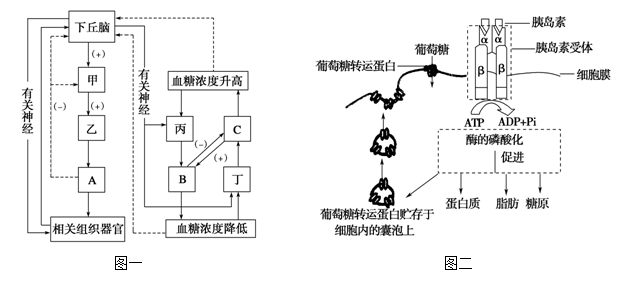 下丘脑
(+)
甲
(+)
乙
A
相关组织器官
(−)
有关神经
有关神经
血糖浓度升高
丙
C
(−)
(+)
B
丁
血糖浓度降低
图一
胰岛素
α
α
胰岛素受体
葡萄糖
葡萄糖转运蛋白
β
β
细胞膜
ATP
ADP+Pi
酶的磷酸化
促进
蛋白质
脂肪
糖原
葡萄糖转运蛋白贮存于
细胞内的囊泡上
图二